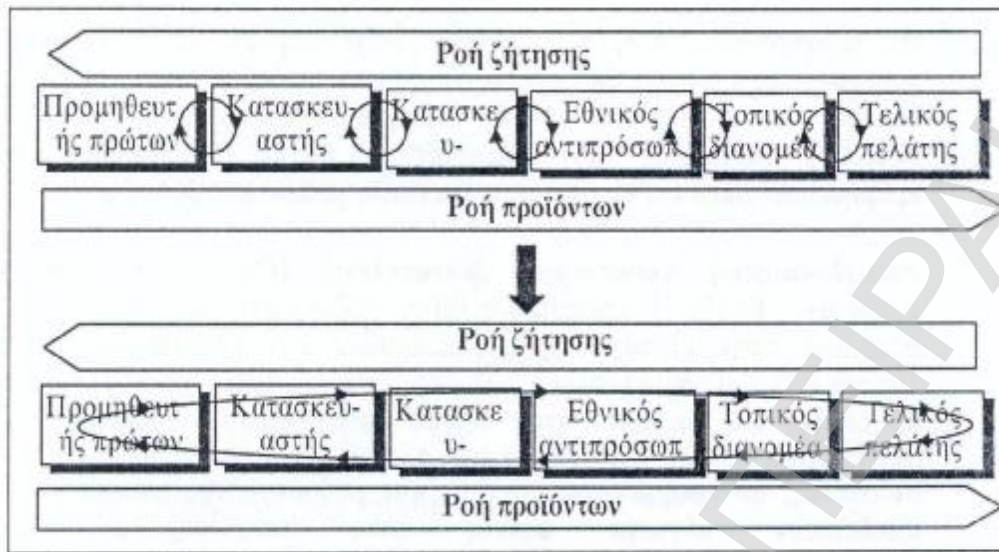 Ροή ζήτησης
Προμηθευτ
ής πρώτων
Κατασκευ-
αστής
Κατασκε
υ-
Εθνικός
αντιπρόσωπ
Τοπικός
διανομέα
Τελικός
πελάτης
Ροή προϊόντων
Ροή ζήτησης
Προμηθευτ
ής πρώτων
Κατασκευ-
αστής
Κατασκε
υ-
Εθνικός
αντιπρόσωπ
Τοπικός
διανομέα
Τελικός
πελάτης
Ροή προϊόντων